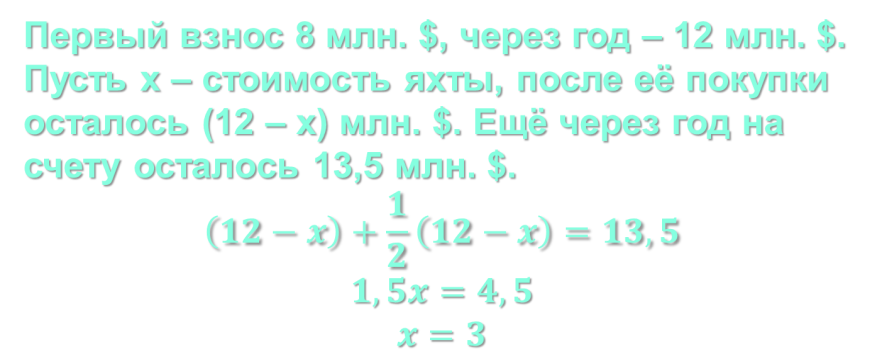 Первый взнос 8 млн. $, через год – 12 млн. $.
Пусть х – стоимость яхты, после её покупки
осталось (12 – х) млн. $. Ещё через год на
счету осталось 13,5 млн. $.
(12 − x) + 1/2 (12 − x) = 13,5
1,5x = 4,5
x = 3